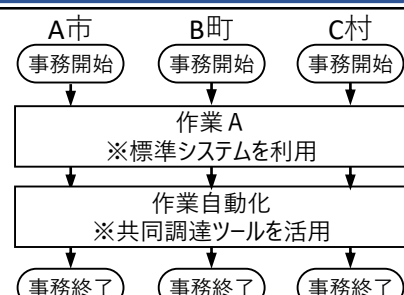 A市 B町 C村
事務開始 事務開始 事務開始
作業A
※標準システムを利用
作業自動化
※共同調達ツールを活用
事務終了 事務終了 事務終了